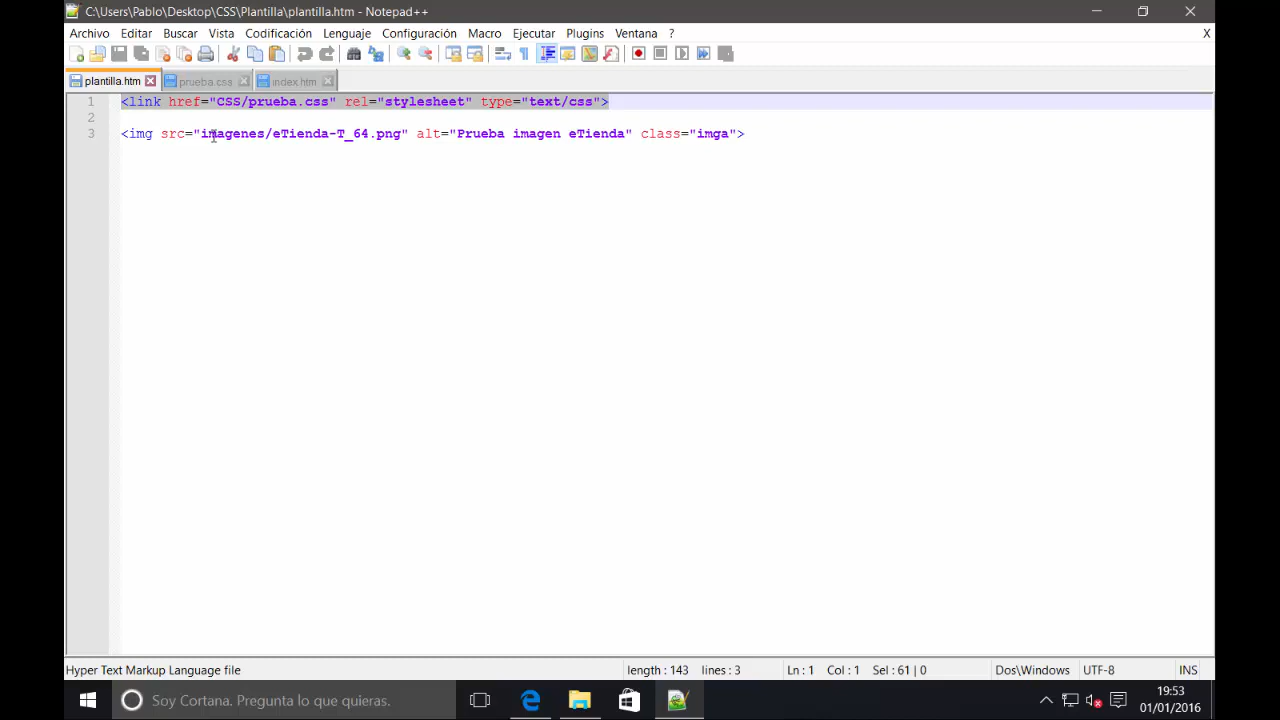 C:\Users\Pablo\Desktop\CSS\Plantilla\plantilla.htm - Notepad++
Archivo Editar Buscar Vista Codificación Lenguaje Configuración Macro Ejecutar Plugins Ventana ? X
plantilla.htm prueba.css index.htm
1 <link href="CSS/prueba.css" rel="stylesheet" type="text/css">
2
3 <img src="imagenes/eTienda-T_64.png" alt="Prueba imagen eTienda" class="imga">
Hyper Text Markup Language file length : 143 lines : 3 Ln : 1 Col : 1 Sel : 61 | 0 Dos\Windows UTF-8 INS
Soy Cortana. Pregunta lo que quieras. 19:53
01/01/2016